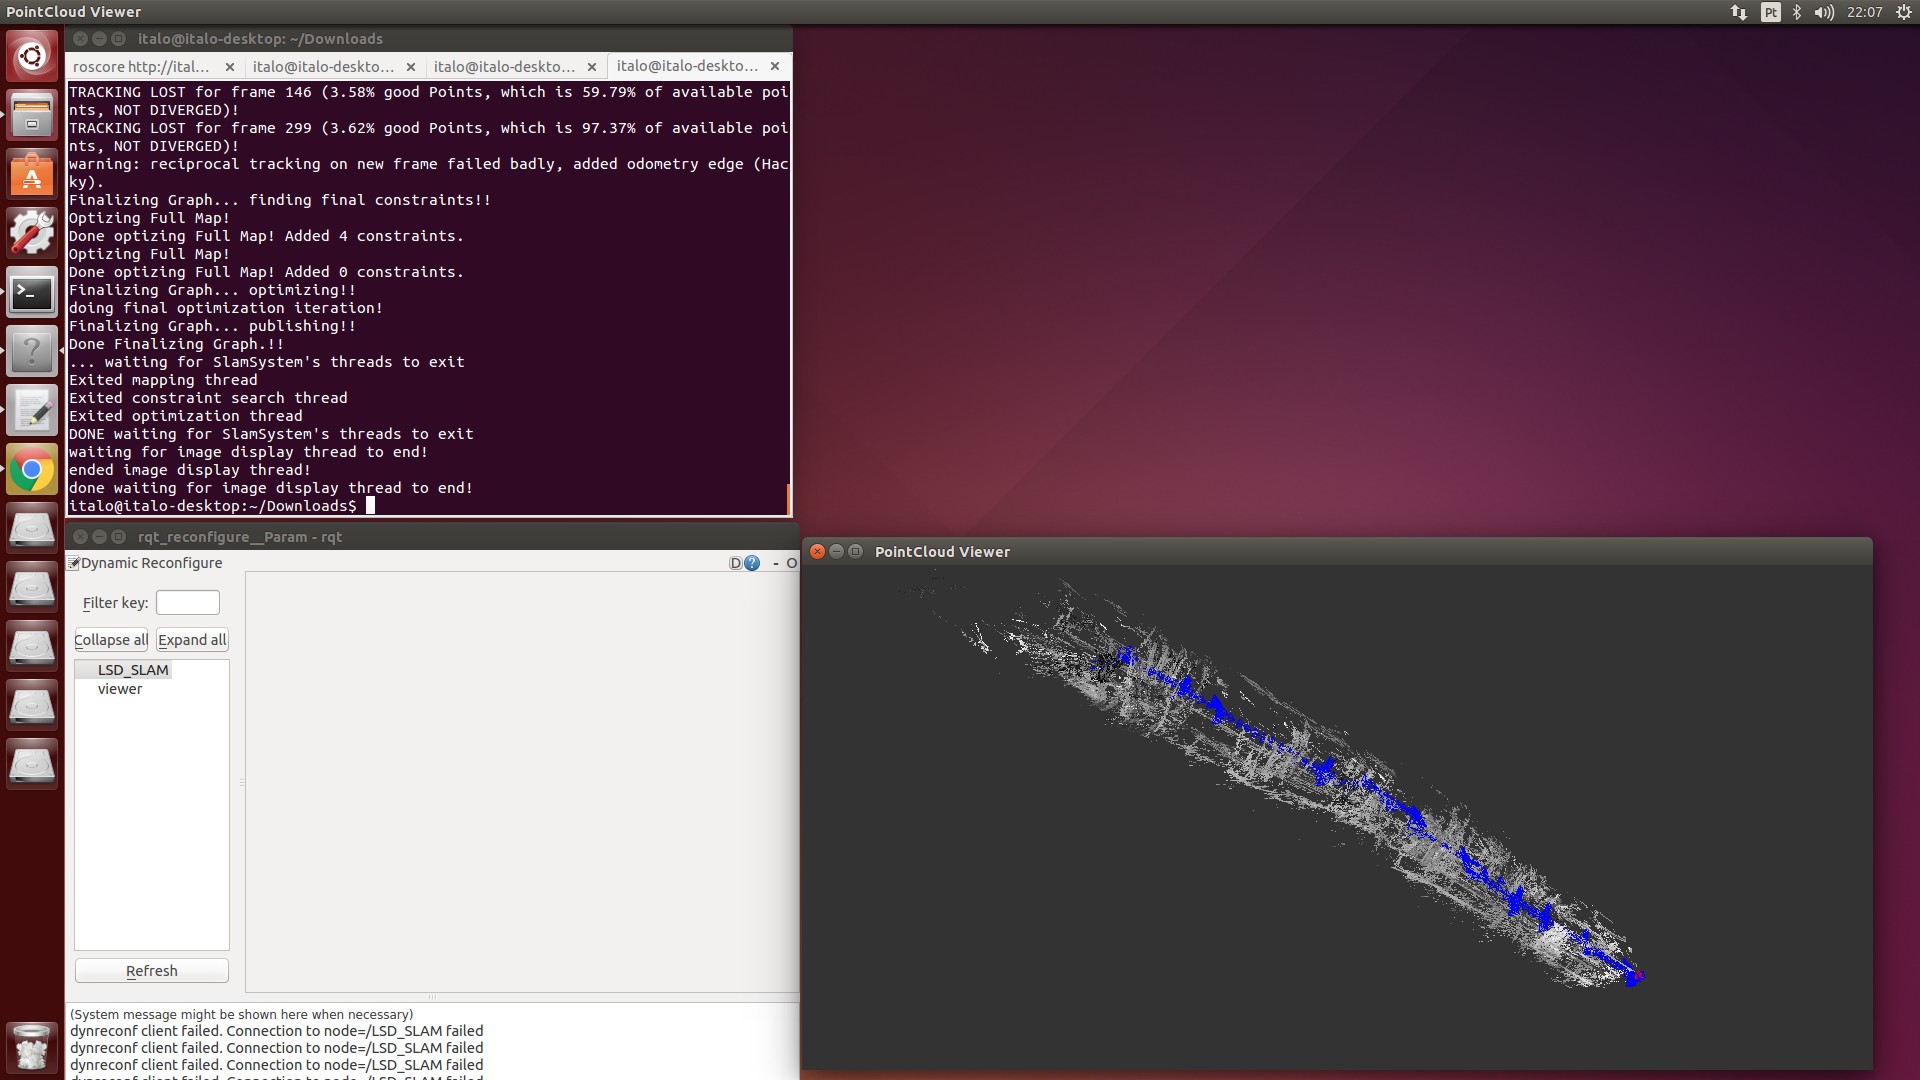 PointCloud Viewer
Pt
22:07
italo@italo-desktop: ~/Downloads
roscore http://ital...
italo@italo-deskto...
italo@italo-deskto...
italo@italo-deskto...
TRACKING LOST for frame 146 (3.58% good Points, which is 59.79% of available poi
nts, NOT DIVERGED)!
TRACKING LOST for frame 299 (3.62% good Points, which is 97.37% of available poi
nts, NOT DIVERGED)!
warning: reciprocal tracking on new frame failed badly, added odometry edge (Hac
ky).
Finalizing Graph... finding final constraints!!
Optizing Full Map!
Done optizing Full Map! Added 4 constraints.
Optizing Full Map!
Done optizing Full Map! Added 0 constraints.
Finalizing Graph... optimizing!!
doing final optimization iteration!
Finalizing Graph... publishing!!
Done Finalizing Graph.!!
... waiting for SlamSystem's threads to exit
Exited mapping thread
Exited constraint search thread
Exited optimization thread
DONE waiting for SlamSystem's threads to exit
waiting for image display thread to end!
ended image display thread!
done waiting for image display thread to end!
italo@italo-desktop:~/Downloads$
rqt_reconfigure__Param - rqt
Dynamic Reconfigure
D ? - O
Filter key:
Collapse all
Expand all
LSD_SLAM
viewer
Refresh
(System message might be shown here when necessary)
dynreconf client failed. Connection to node=/LSD_SLAM failed
dynreconf client failed. Connection to node=/LSD_SLAM failed
dynreconf client failed. Connection to node=/LSD_SLAM failed
PointCloud Viewer